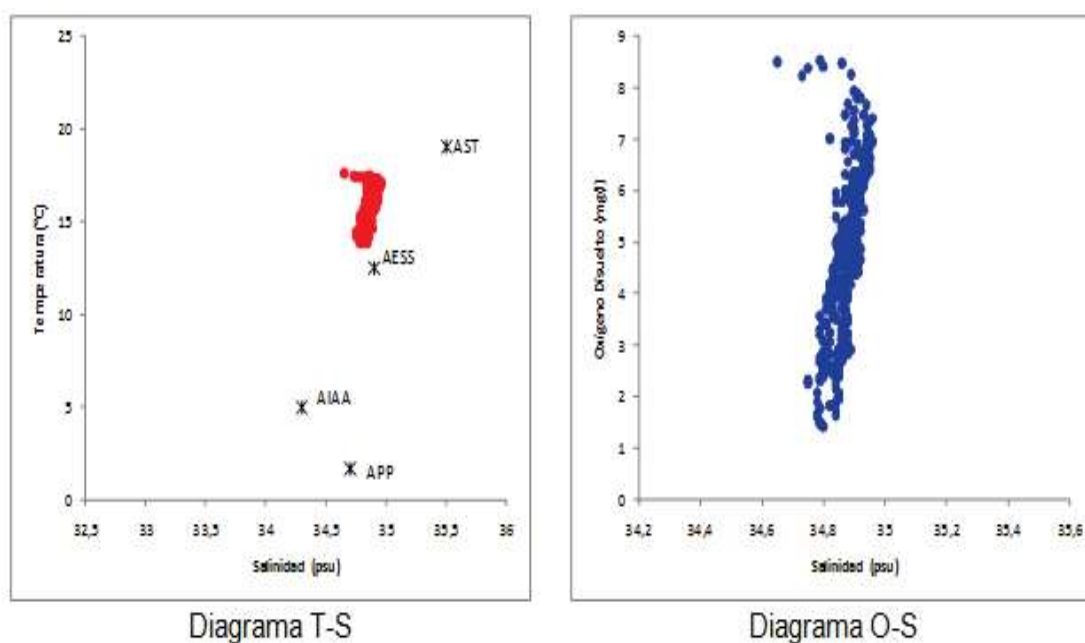 25
20
15
10
5
0
Temperatura (°C)
AST
AESS
AIAA
APP
32,5 33 33,5 34 34,5 35 35,5 36
Salinidad (psu)
Diagrama T-S
9
8
7
6
5
4
3
2
1
0
Oxígeno Disuelto (mg/l)
34,2 34,4 34,6 34,8 35 35,2 35,4 35,6
Salinidad (psu)
Diagrama O-S